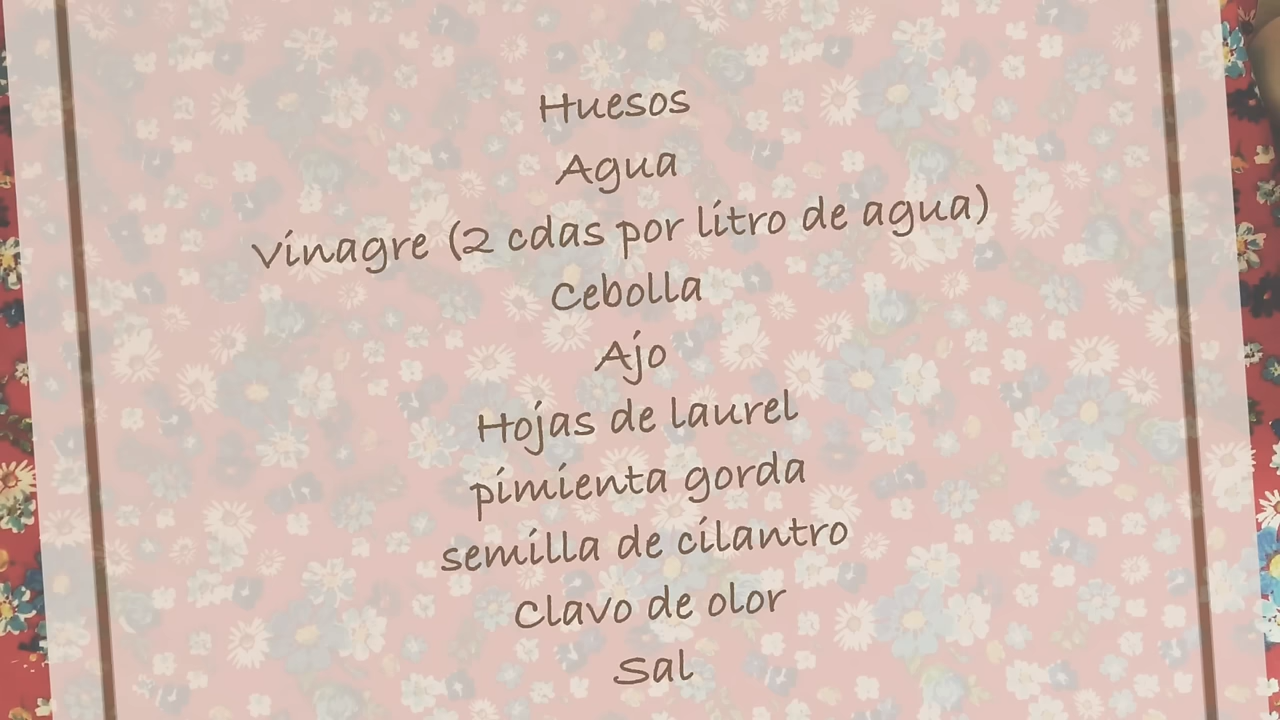 Huesos
Agua
Vinagre (2 cdas por litro de agua)
Cebolla
Ajo
Hojas de laurel
pimienta gorda
semilla de cilantro
Clavo de olor
Sal